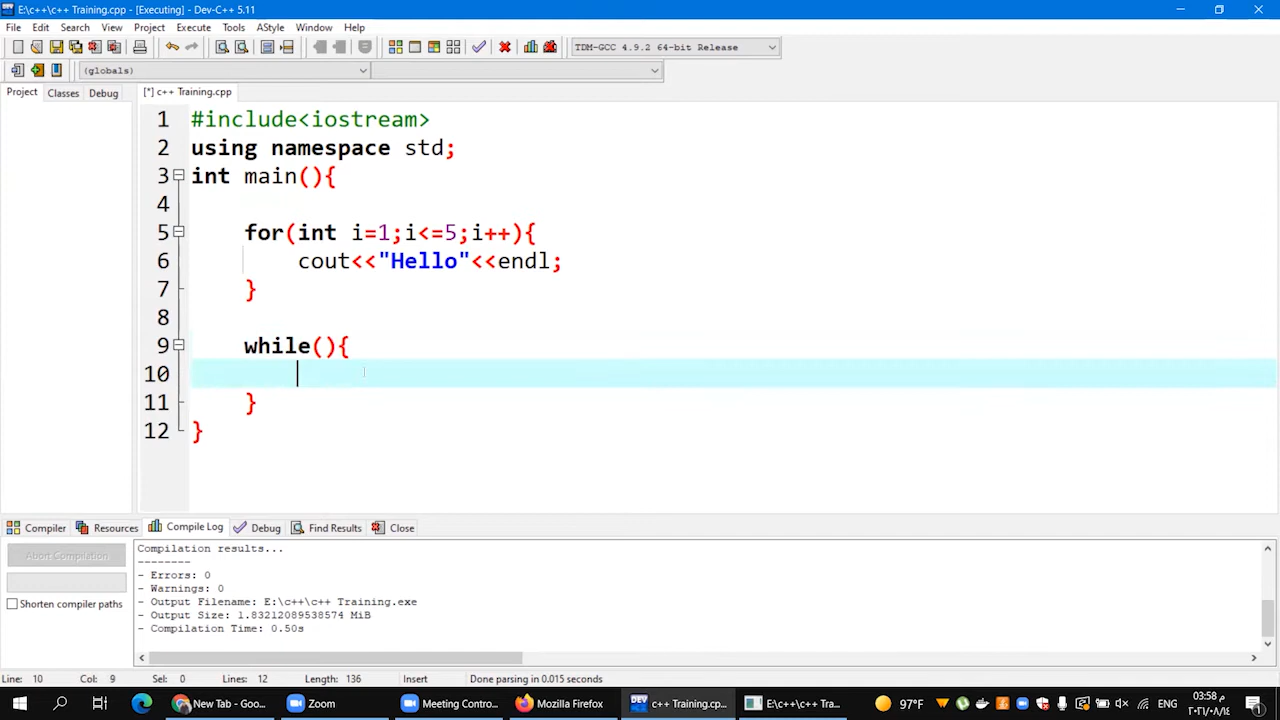 E:\c++\c++ Training.cpp - [Executing] - Dev-C++ 5.11
File Edit Search View Project Execute Tools AStyle Window Help
TDM-GCC 4.9.2 64-bit Release
(globals)
Project Classes Debug [*] c++ Training.cpp
1 #include<iostream>
2 using namespace std;
3 int main(){
4
5 for(int i=1;i<=5;i++){
6 cout<<"Hello"<<endl;
7 }
8
9 while(){
10
11 }
12 }
Compiler Resources Compile Log Debug Find Results Close
Abort Compilation
Shorten compiler paths
Compilation results...
--------
- Errors: 0
- Warnings: 0
- Output Filename: E:\c++\c++ Training.exe
- Output Size: 1.83212089538574 MiB
- Compilation Time: 0.50s
Line: 10 Col: 9 Sel: 0 Lines: 12 Length: 136 Insert Done parsing in 0.015 seconds
New Tab - Goo... Zoom Meeting Contro... Mozilla Firefox c++ Training.cp... E:\c++\c++ Tra... 97°F ENG 03:58